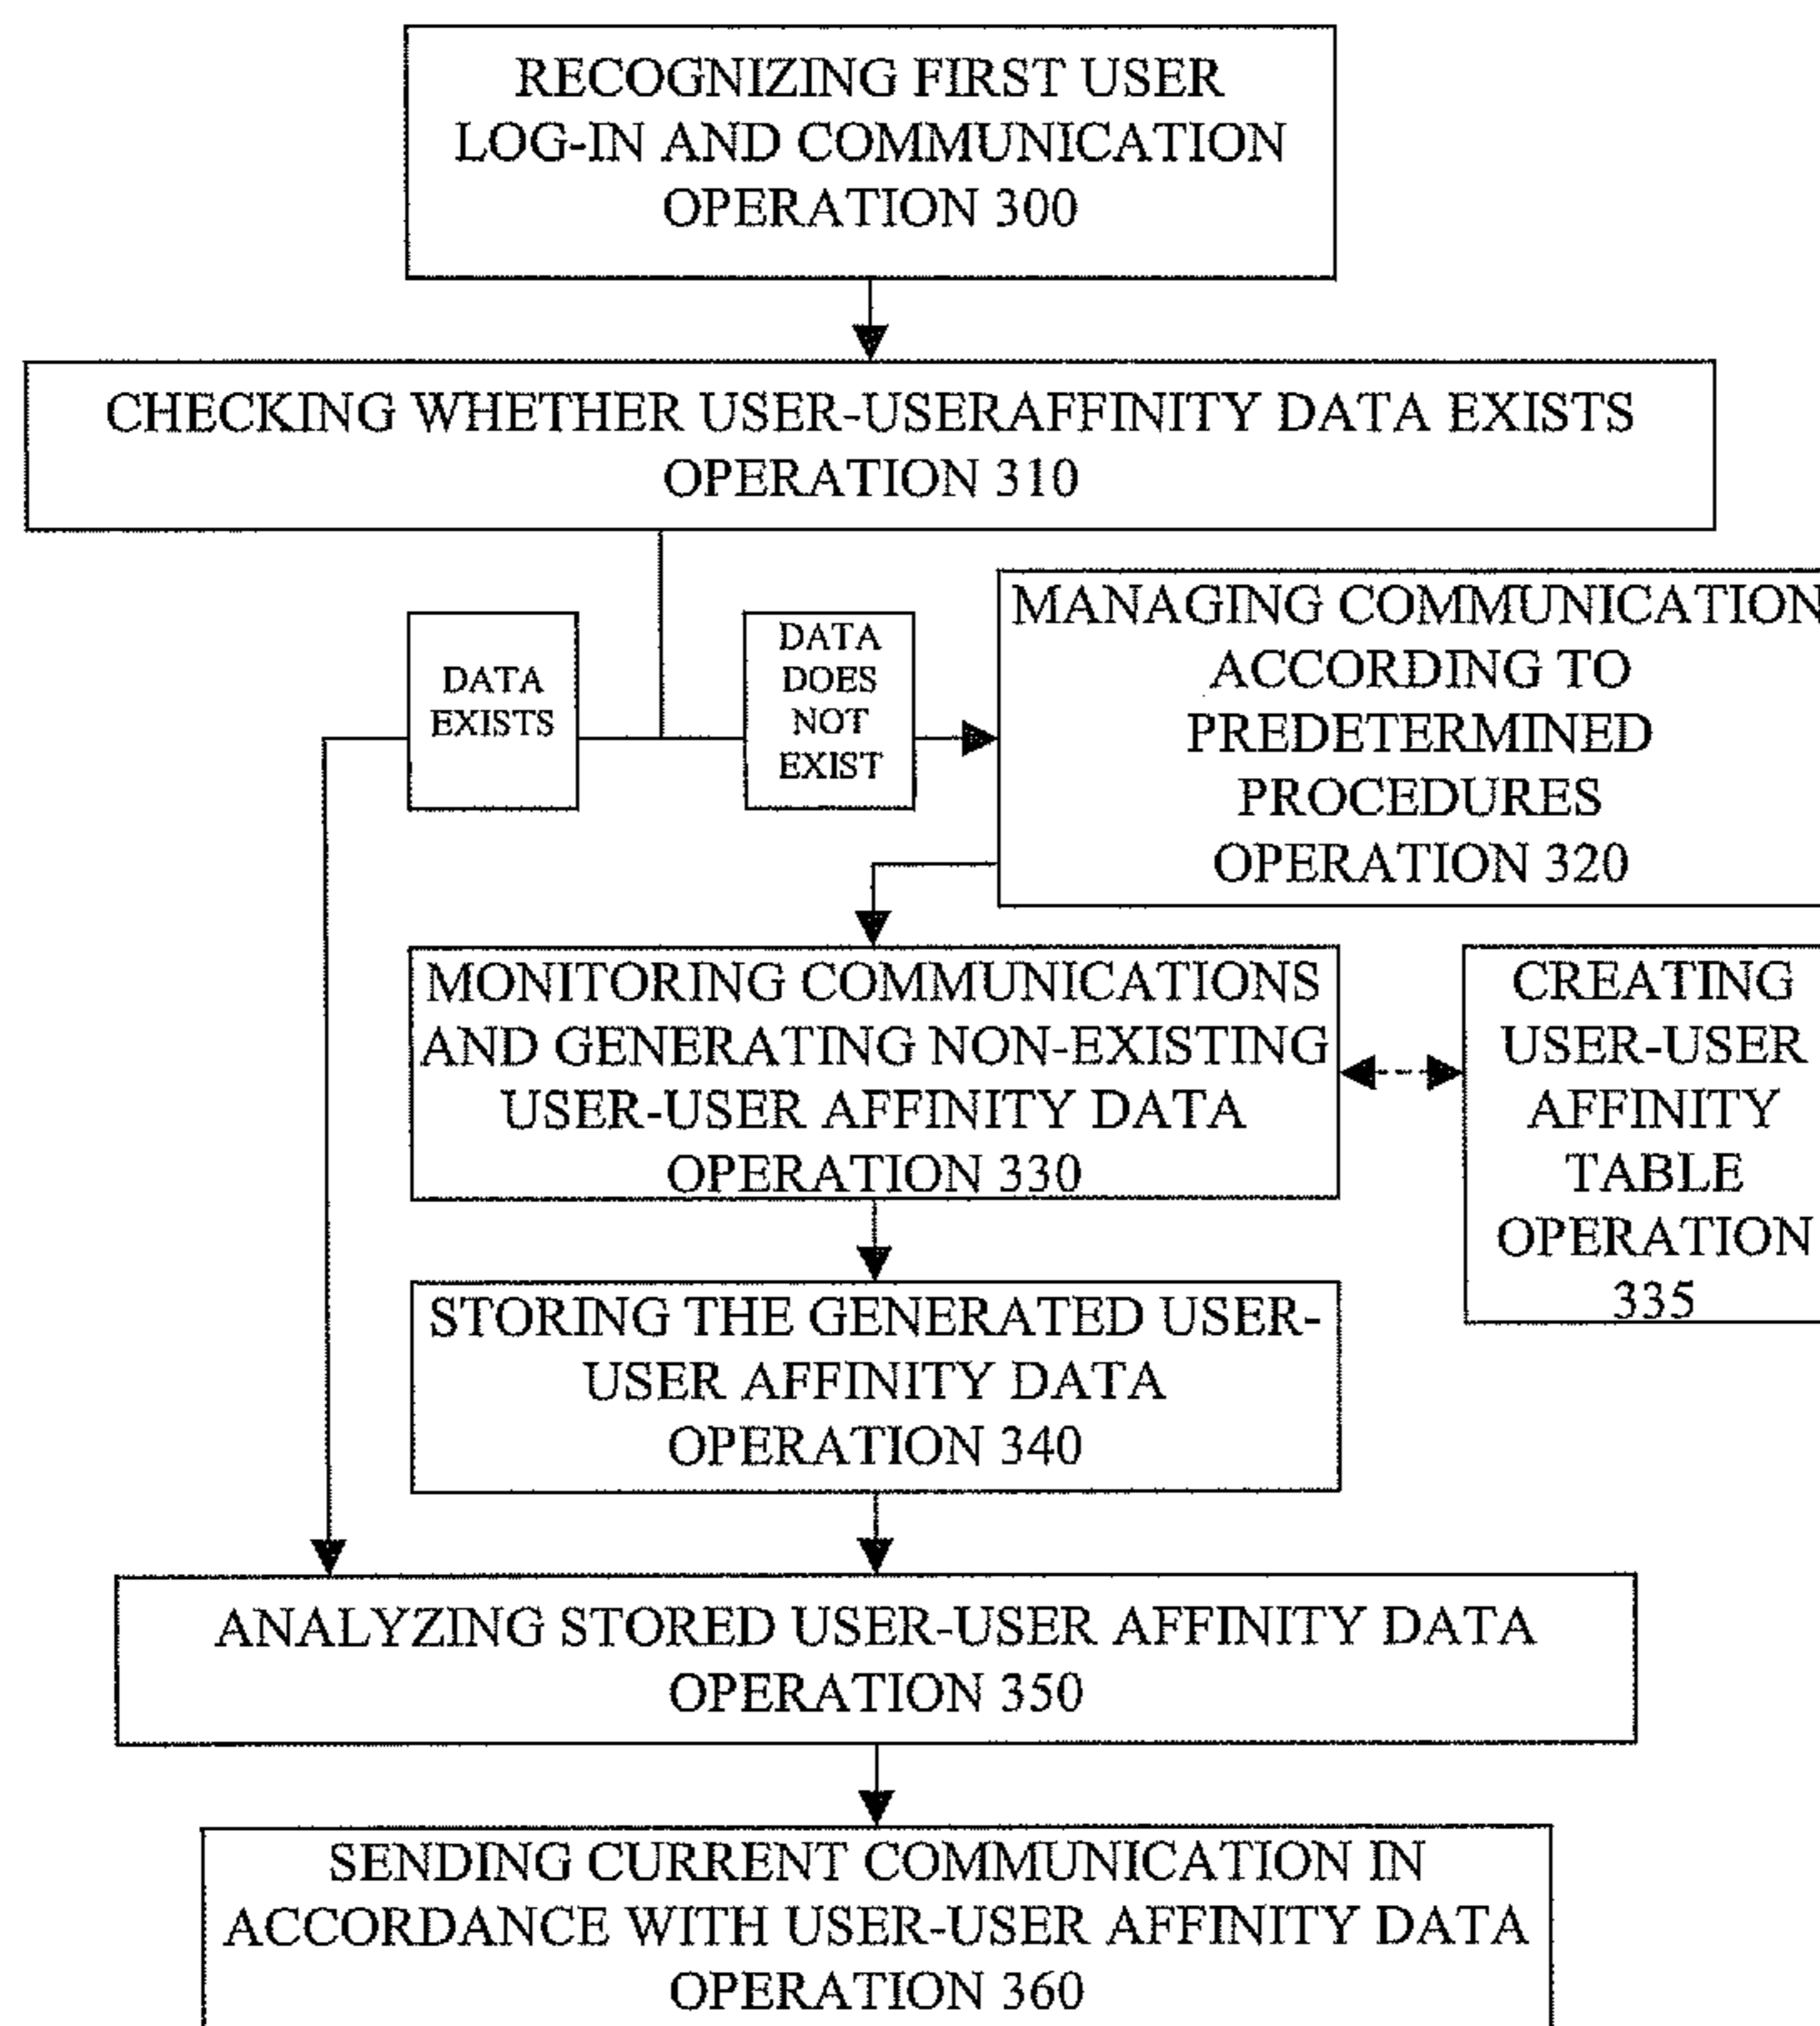 RECOGNIZING FIRST USER
LOG-IN AND COMMUNICATION
OPERATION 300
CHECKING WHETHER USER-USERAFFINITY DATA EXISTS
OPERATION 310
DATA
EXISTS
DATA
DOES
NOT
EXIST
MANAGING COMMUNICATION
ACCORDING TO
PREDETERMINED
PROCEDURES
OPERATION 320
MONITORING COMMUNICATIONS
AND GENERATING NON-EXISTING
USER-USER AFFINITY DATA
OPERATION 330
CREATING
USER-USER
AFFINITY
TABLE
OPERATION
335
STORING THE GENERATED USER-
USER AFFINITY DATA
OPERATION 340
ANALYZING STORED USER-USER AFFINITY DATA
OPERATION 350
SENDING CURRENT COMMUNICATION IN
ACCORDANCE WITH USER-USER AFFINITY DATA
OPERATION 360